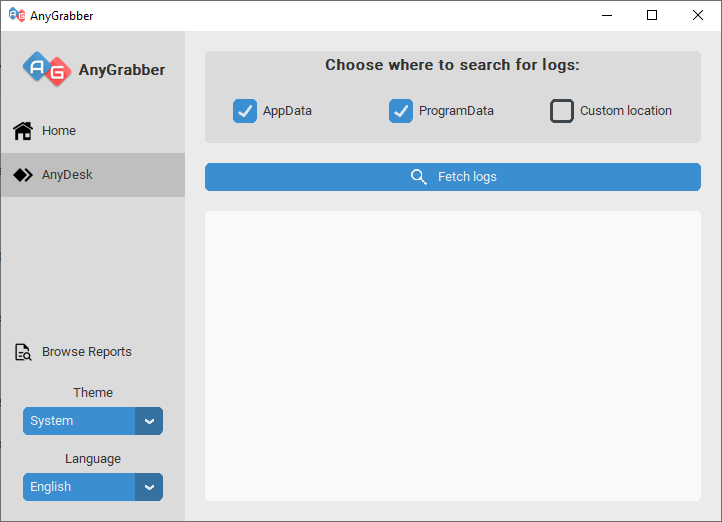 AnyGrabber
AG AnyGrabber
Home
AnyDesk
Browse Reports
Theme
System
Language
English
Choose where to search for logs:
AppData ProgramData Custom location
Fetch logs